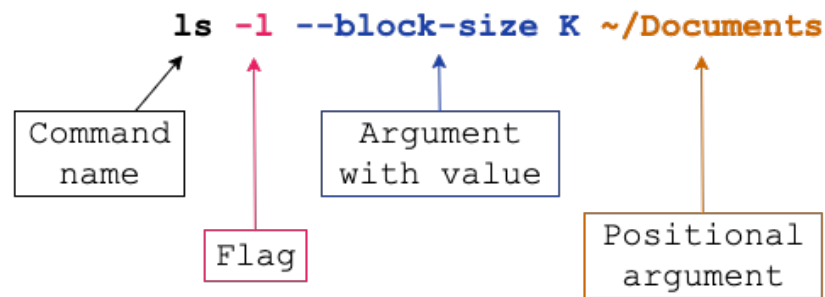 ls -l --block-size K ~/Documents
Command
name
Flag
Argument
with value
Positional
argument